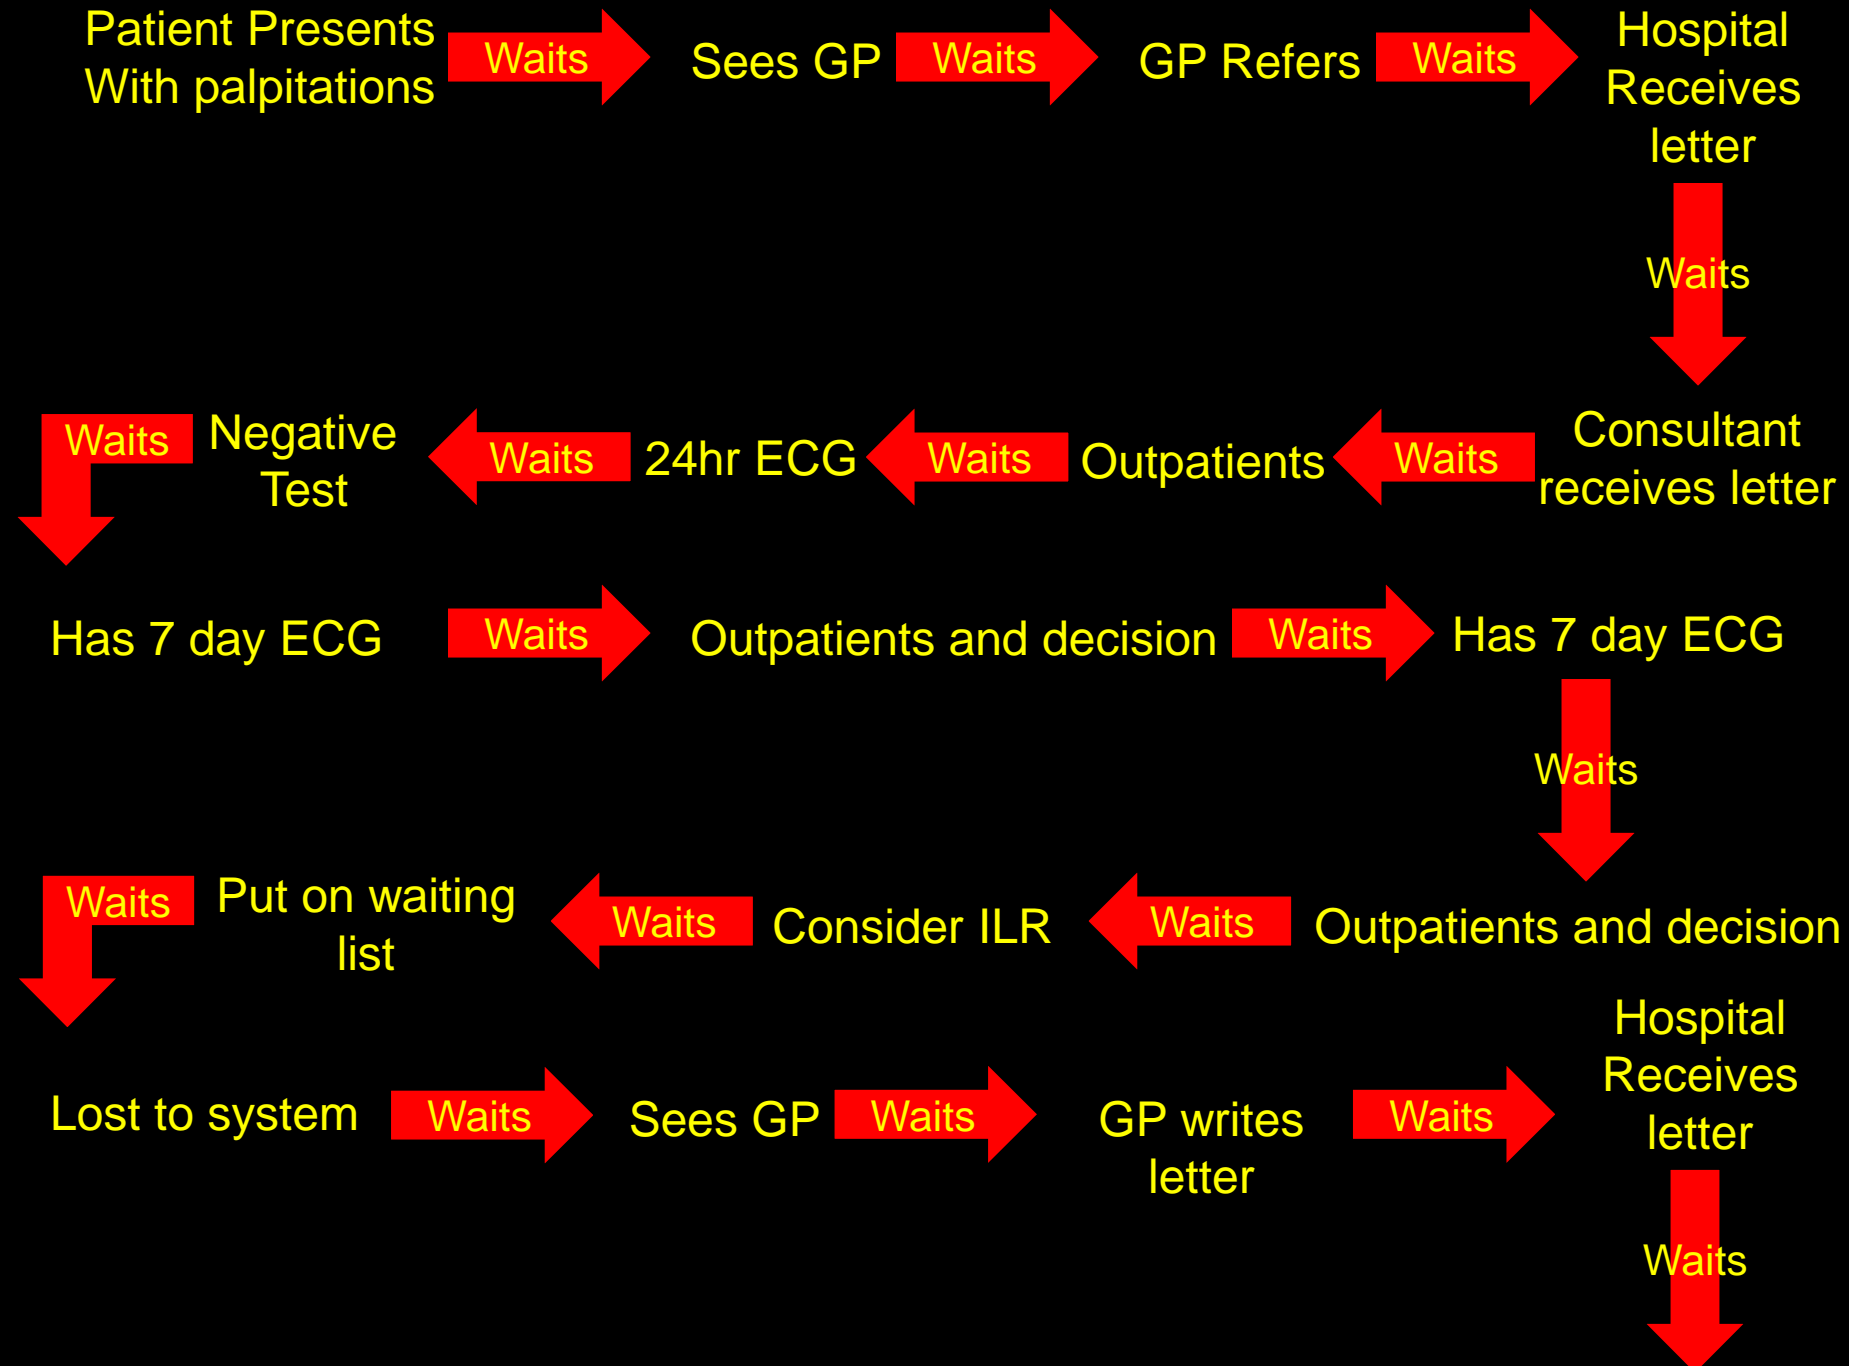 Patient Presents
With palpitations
Waits
Sees GP
Waits
GP Refers
Waits
Hospital
Receives
letter
Waits
Consultant
receives letter
Waits
Outpatients
Waits
24hr ECG
Waits
Negative
Test
Waits
Has 7 day ECG
Waits
Outpatients and decision
Waits
Has 7 day ECG
Waits
Outpatients and decision
Waits
Consider ILR
Waits
Put on waiting
list
Waits
Lost to system
Waits
Sees GP
Waits
GP writes
letter
Waits
Hospital
Receives
letter
Waits